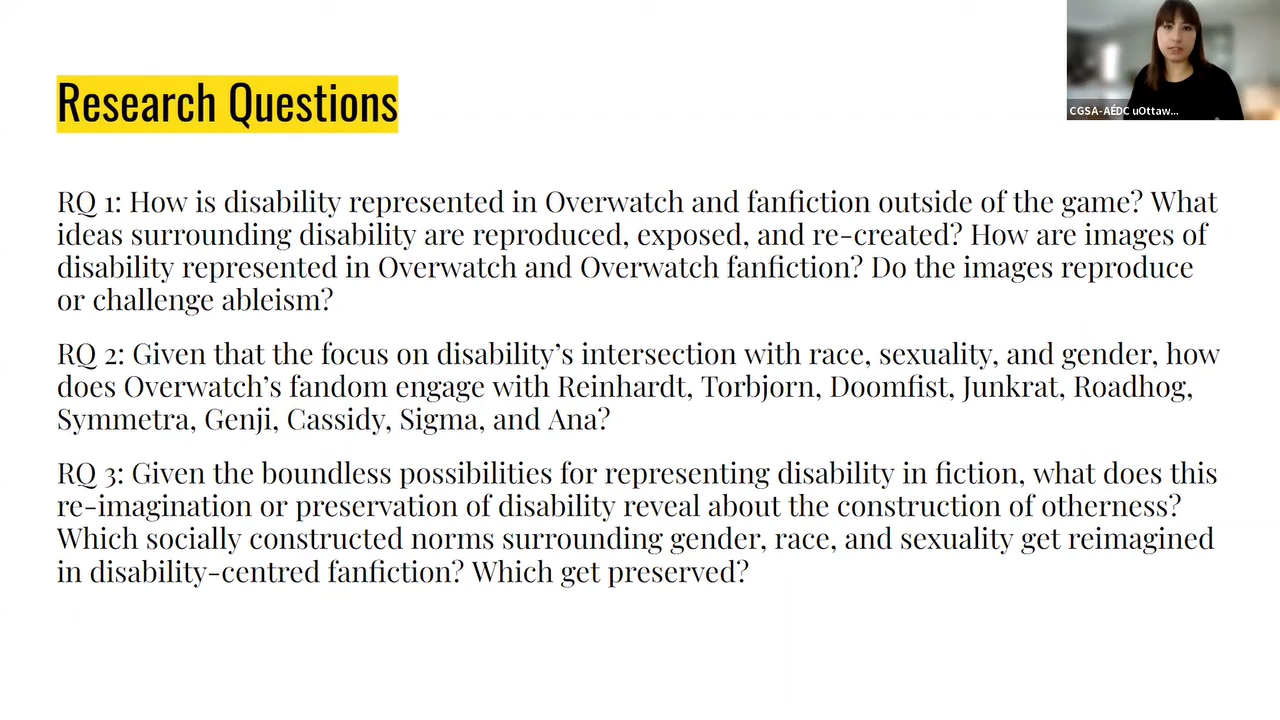 Research Questions
CGSA-AÉDC uOttaw...
RQ 1: How is disability represented in Overwatch and fanfiction outside of the game? What
ideas surrounding disability are reproduced, exposed, and re-created? How are images of
disability represented in Overwatch and Overwatch fanfiction? Do the images reproduce
or challenge ableism?
RQ 2: Given that the focus on disability’s intersection with race, sexuality, and gender, how
does Overwatch’s fandom engage with Reinhardt, Torbjorn, Doomfist, Junkrat, Roadhog,
Symmetra, Genji, Cassidy, Sigma, and Ana?
RQ 3: Given the boundless possibilities for representing disability in fiction, what does this
re-imagination or preservation of disability reveal about the construction of otherness?
Which socially constructed norms surrounding gender, race, and sexuality get reimagined
in disability-centred fanfiction? Which get preserved?